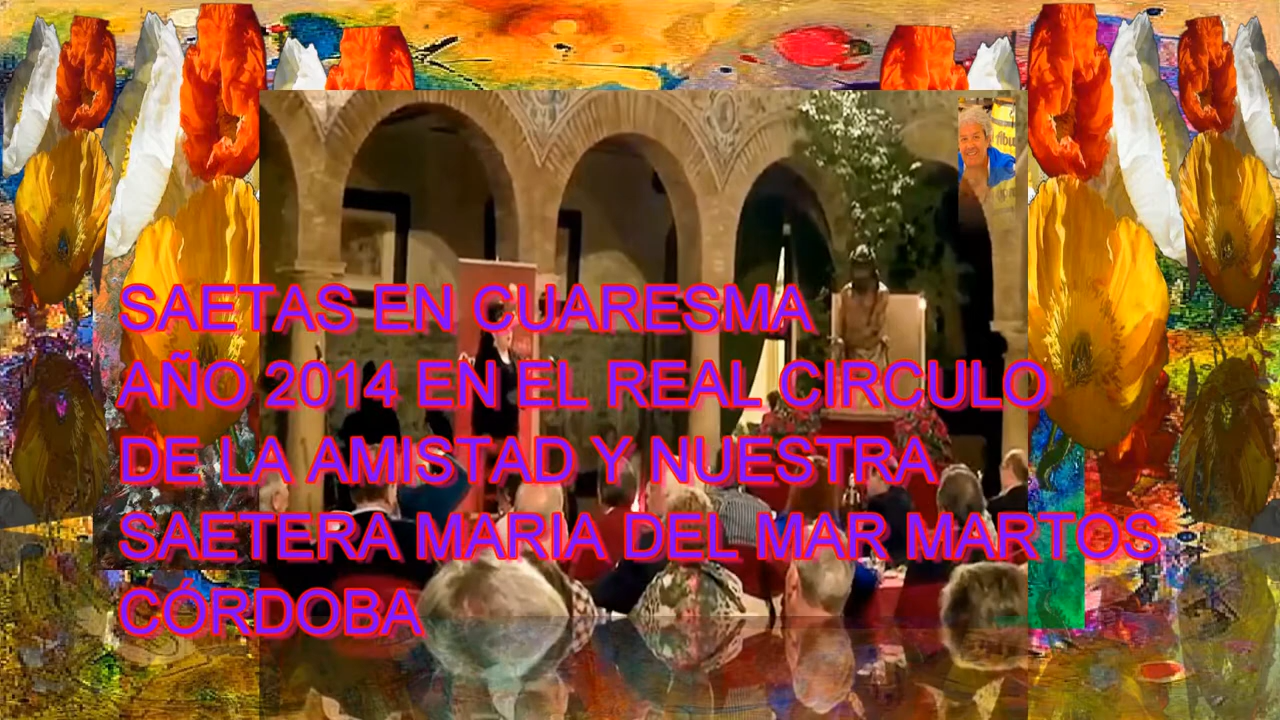 SAETAS EN CUARESMA
AÑO 2014 EN EL REAL CIRCULO
DE LA AMISTAD Y NUESTRA
SAETERA MARIA DEL MAR MARTOS
CÓRDOBA